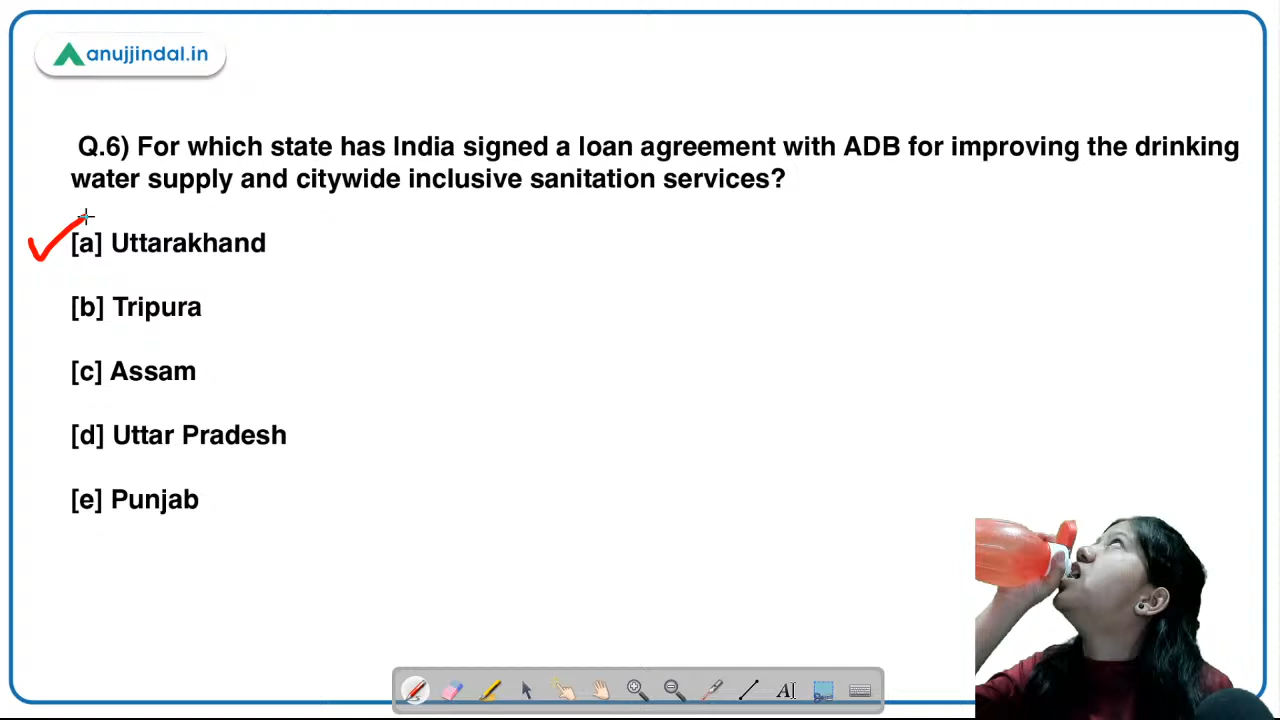 anujjindal.in
Q.6) For which state has India signed a loan agreement with ADB for improving the drinking
water supply and citywide inclusive sanitation services?
[a] Uttarakhand
[b] Tripura
[c] Assam
[d] Uttar Pradesh
[e] Punjab
A